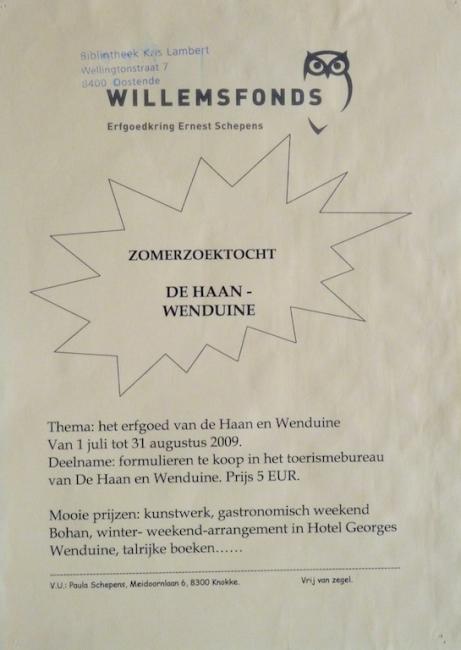 Bibliotheek Kris Lambert
Wellingtonstraat 7
8400 Oostende
WILLEMSFONDS
Erfgoedkring Ernest Schepens
ZOMERZOEKTOCHT
DE HAAN -
WENDUINE
Thema: het erfgoed van de Haan en Wenduine
Van 1 juli tot 31 augustus 2009.
Deelname: formulieren te koop in het toerismebureau
van De Haan en Wenduine. Prijs 5 EUR.
Mooie prijzen: kunstwerk, gastronomisch weekend
Bohan, winter- weekend-arrangement in Hotel Georges
Wenduine, talrijke boeken……
V.U.: Paula Schepens, Meidoornlaan 6, 8300 Knokke. Vrij van zegel.